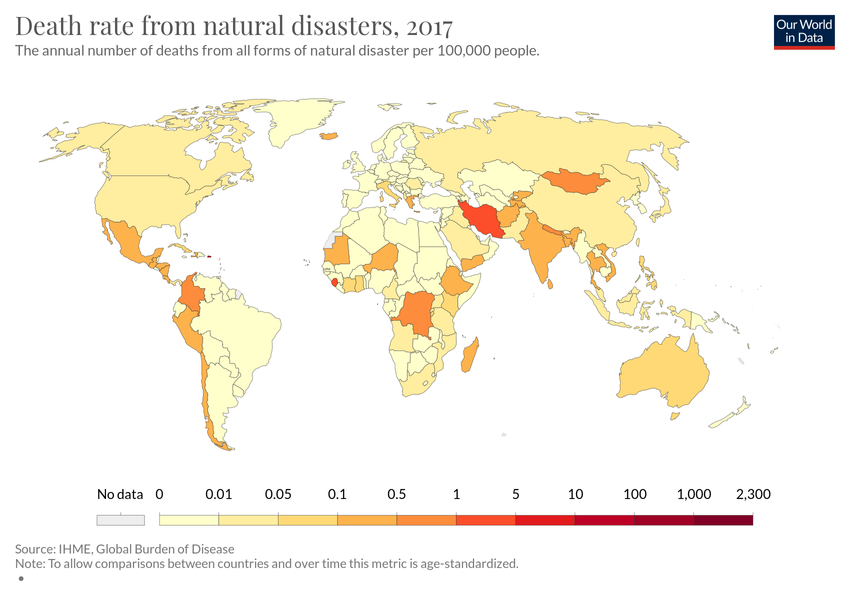 Death rate from natural disasters, 2017
The annual number of deaths from all forms of natural disaster per 100,000 people.
Our World
in Data
No data 0 0.01 0.05 0.1 0.5 1 5 10 100 1,000 2,300
Source: IHME, Global Burden of Disease
Note: To allow comparisons between countries and over time this metric is age-standardized.